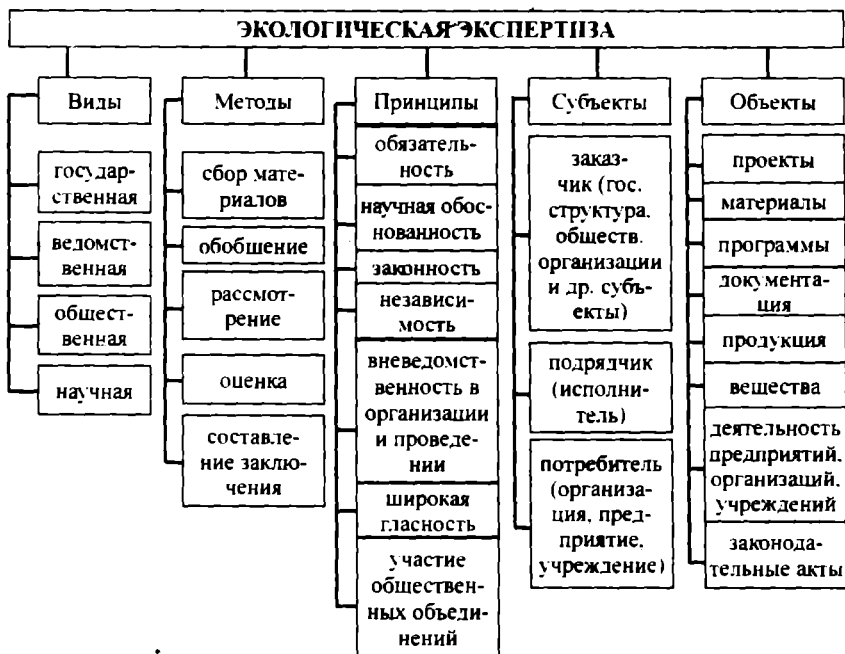 ЭКОЛОГИЧЕСКАЯ ЭКСПЕРТИЗА
Виды
государ-
ственная
ведомст-
венная
общест-
венная
научная
Методы
сбор мате-
риалов
обобшение
рассмот-
рение
оценка
составле-
ние заклю-
чения
Принципы
обязатель-
ность
научная обос-
нованность
законность
независи-
мость
вневедомст-
венность в
организации
и проведе-
нии
широкая
гласность
участие
обществен-
ных объеди-
нений
Субъекты
заказ-
чик (гос.
структура,
обществ.
организации
и др. субъ-
екты)
подрядчик
(исполни-
тель)
потребитель
(организа-
ция, пред-
приятие,
учреждение)
Объекты
проекты
материалы
программы
документа-
ция
продукция
вещества
деятельность
предприятий,
организаций,
учреждений
законода-
тельные акты